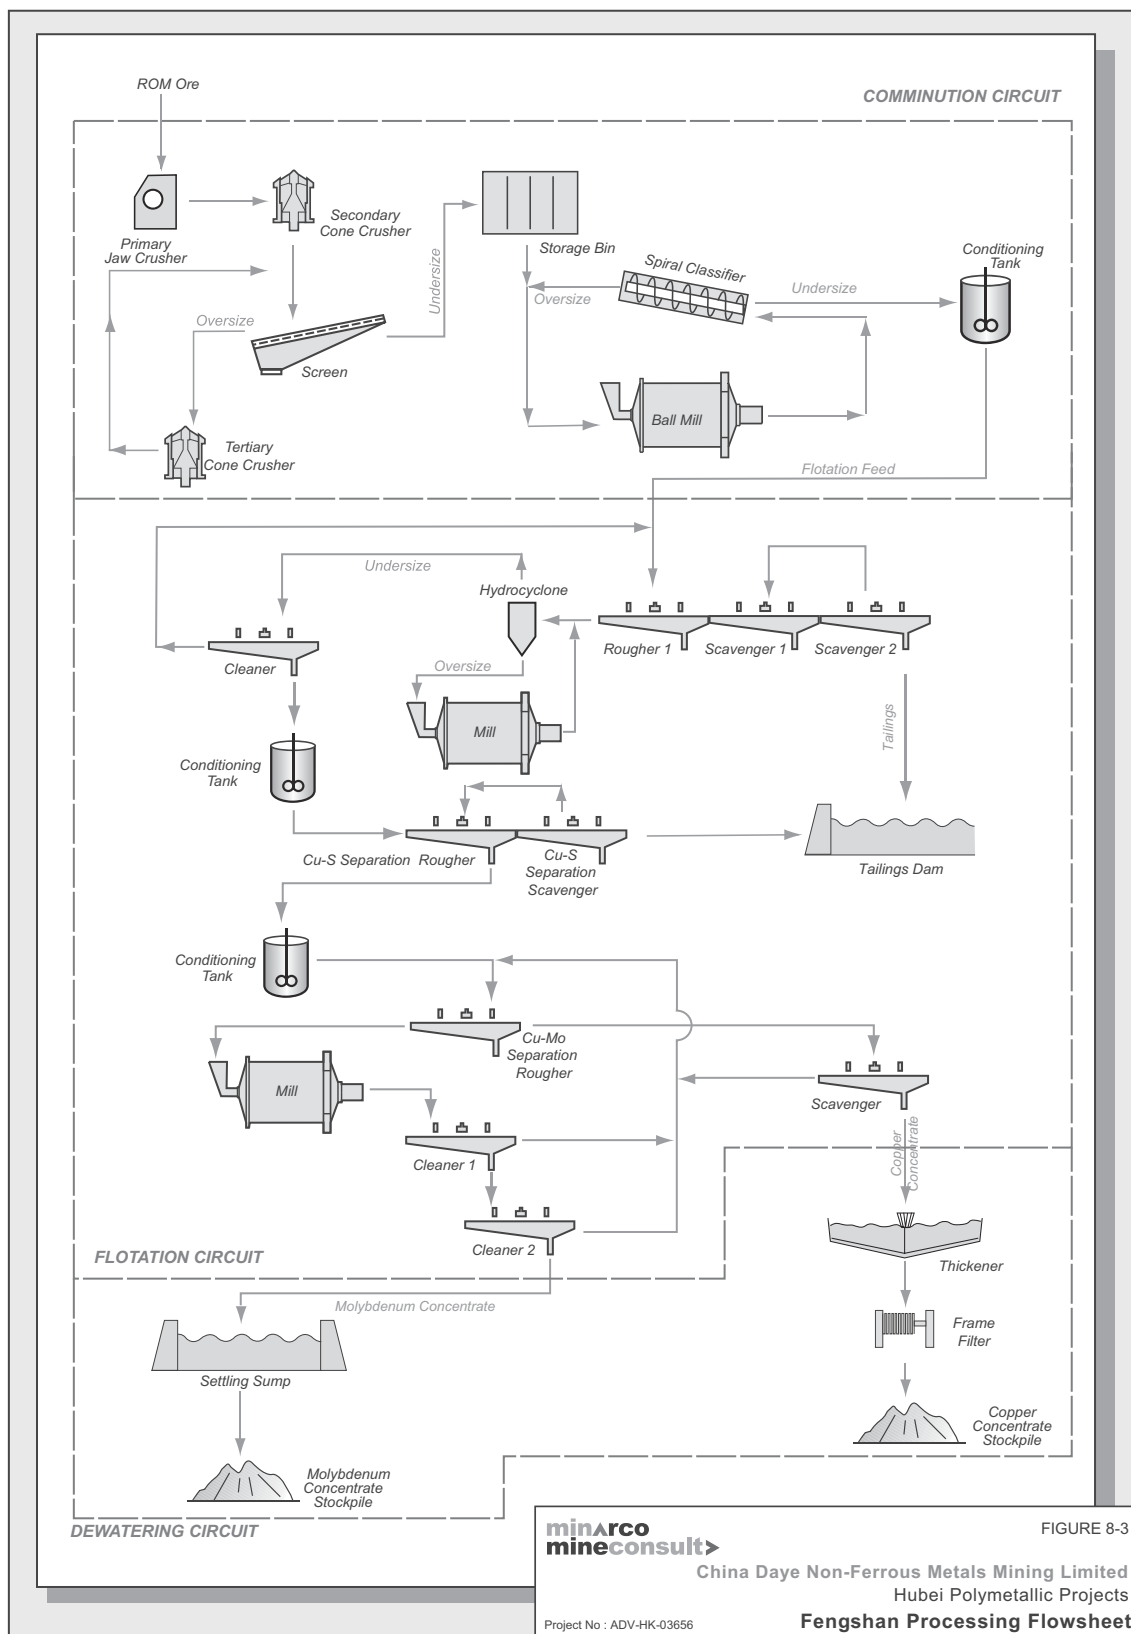 ROM Ore
COMMINUTION CIRCUIT
Primary
Jaw Crusher
Secondary
Cone Crusher
Undersize
Storage Bin
Spiral Classifier
Oversize
Undersize
Conditioning
Tank
Oversize
Screen
Ball Mill
Tertiary
Cone Crusher
Flotation Feed
Undersize
Hydrocyclone
Cleaner
Rougher 1
Scavenger 1
Scavenger 2
Oversize
Mill
Tailings
Conditioning
Tank
Cu-S Separation
Rougher
Cu-S
Separation
Scavenger
Tailings Dam
Conditioning
Tank
Cu-Mo
Separation
Rougher
Mill
Scavenger
Cleaner 1
Copper
Concentrate
Cleaner 2
FLOTATION CIRCUIT
Thickener
Molybdenum Concentrate
Frame
Filter
Settling Sump
Copper
Concentrate
Stockpile
Molybdenum
Concentrate
Stockpile
DEWATERING CIRCUIT
minarco
mineconsult
FIGURE 8-3
China Daye Non-Ferrous Metals Mining Limited
Hubei Polymetallic Projects
Project No : ADV-HK-03656
Fengshan Processing Flowsheet